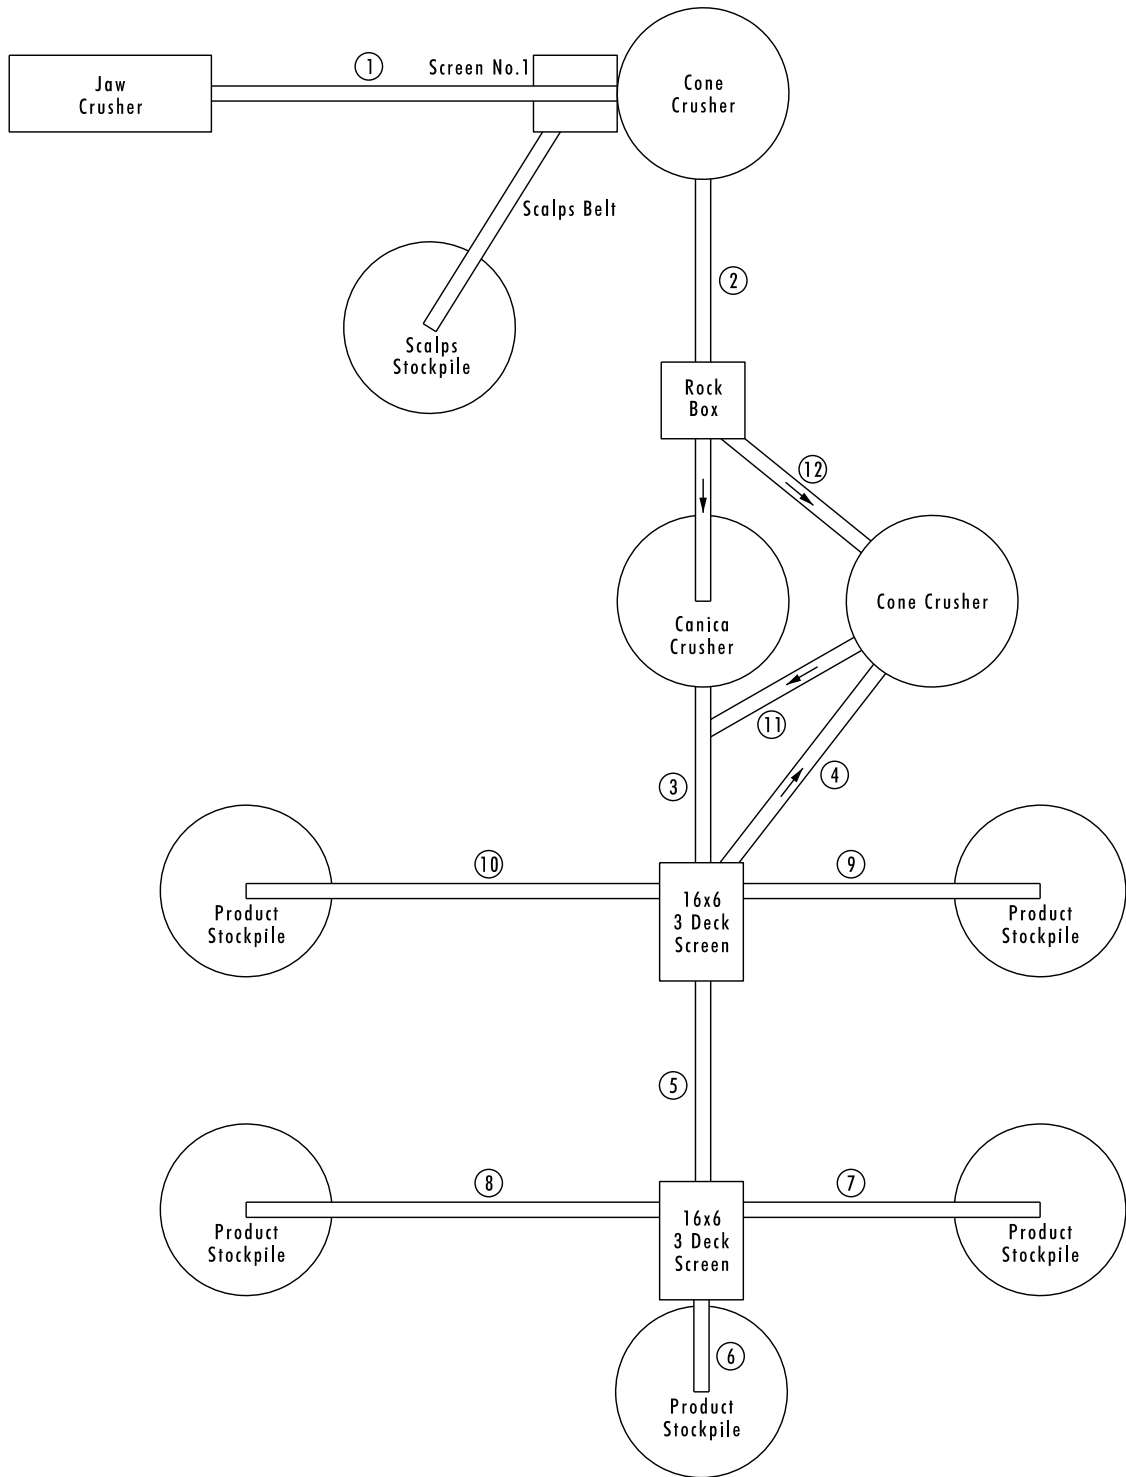 1
Screen No.1
Jaw
Crusher
Cone
Crusher
Scalps Belt
2
Scalps
Stockpile
Rock
Box
12
Canica
Crusher
Cone Crusher
11
3
4
10
9
Product
Stockpile
16x6
3 Deck
Screen
Product
Stockpile
5
8
7
Product
Stockpile
16x6
3 Deck
Screen
Product
Stockpile
6
Product
Stockpile